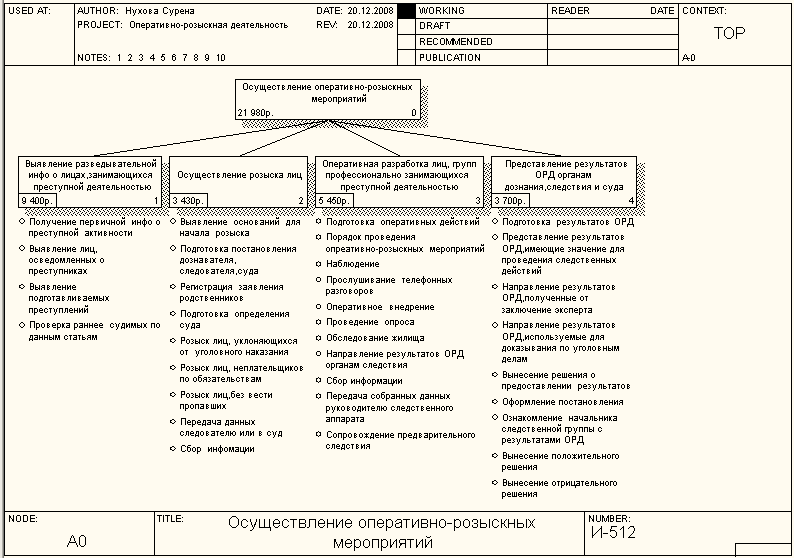 USED AT:
AUTHOR: Нухова Сурена
DATE: 20.12.2008
PROJECT: Оперативно-розыскная деятельность
REV: 20.12.2008
NOTES: 1 2 3 4 5 6 7 8 9 10
WORKING
DRAFT
RECOMMENDED
PUBLICATION
READER
DATE
CONTEXT:
TOP
A-0
Осуществление оперативно-розыскных
мероприятий
21 980р.
0
Выявление разведывательной
инфо о лицах,занимающихся
преступной деятельностью
9 400р.
1
Осуществление розыска лиц
3 430р.
2
Оперативная разработка лиц, групп
профессионально занимающихся
преступной деятельностью
5 450р.
3
Представление результатов
ОРД органам
дознания,следствия и суда
3 700р.
4
Получение первичной инфо о
преступной активности
Выявление лиц,
осведомленных о
преступниках
Выявление
подготавливаемых
преступлений
Проверка раннее судимых по
данным статьям
Выявление оснований для
начала розыска
Подготовка постановления
дознавателя,
следователя,суда
Регистрация заявления
родственников
Подготовка определения
суда
Розыск лиц, уклоняющихся
от уголовного наказания
Розыск лиц, неплательщиков
по обязательствам
Розыск лиц,без вести
пропавших
Передача данных
следователю или в суд
Сбор инфомации
Подготовка оперативных действий
Порядок проведения
опреативно-розыскных мероприятий
Наблюдение
Прослушивание телефонных
разговоров
Оперативное внедрение
Проведение опроса
Обследование жилища
Направление результатов ОРД
органам следствия
Сбор информации
Передача собранных данных
руководителю следственного
аппарата
Сопровождение предварительного
следствия
Подготовка результатов ОРД
Представление результатов
ОРД,имеющие значение для
проведения следственных
действий
Направление результатов
ОРД,полученные от
заключение эксперта
Направление результатов
ОРД,используемые для
доказывания по уголовным
делам
Вынесение решения о
предоставлении результатов
Оформление постановления
Ознакомление начальника
следственной группы с
результатами ОРД
Вынесение положительного
решения
Вынесение отрицательного
решения
NODE:
A0
TITLE:
Осуществление оперативно-розыскных
мероприятий
NUMBER:
И-512